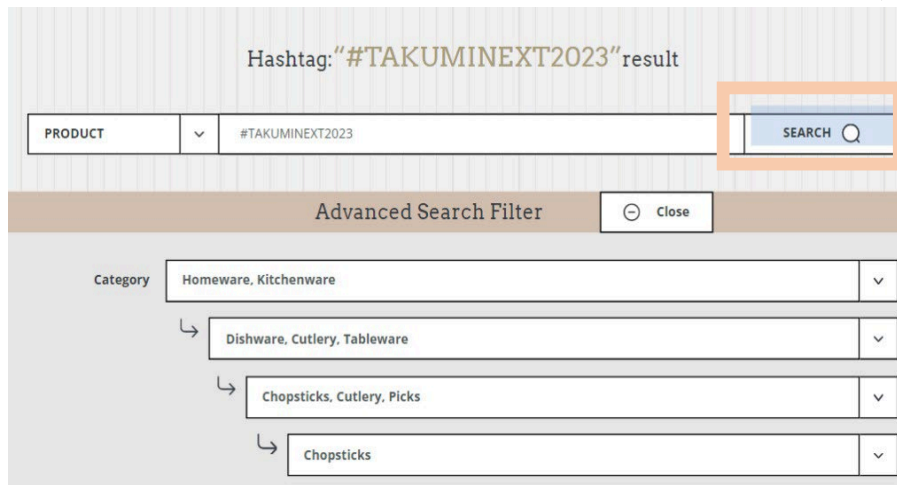 Hashtag:“#TAKUMINEXT2023”result
PRODUCT #TAKUMINEXT2023 SEARCH
Advanced Search Filter Close
Category Homeware, Kitchenware
Dishware, Cutlery, Tableware
Chopsticks, Cutlery, Picks
Chopsticks